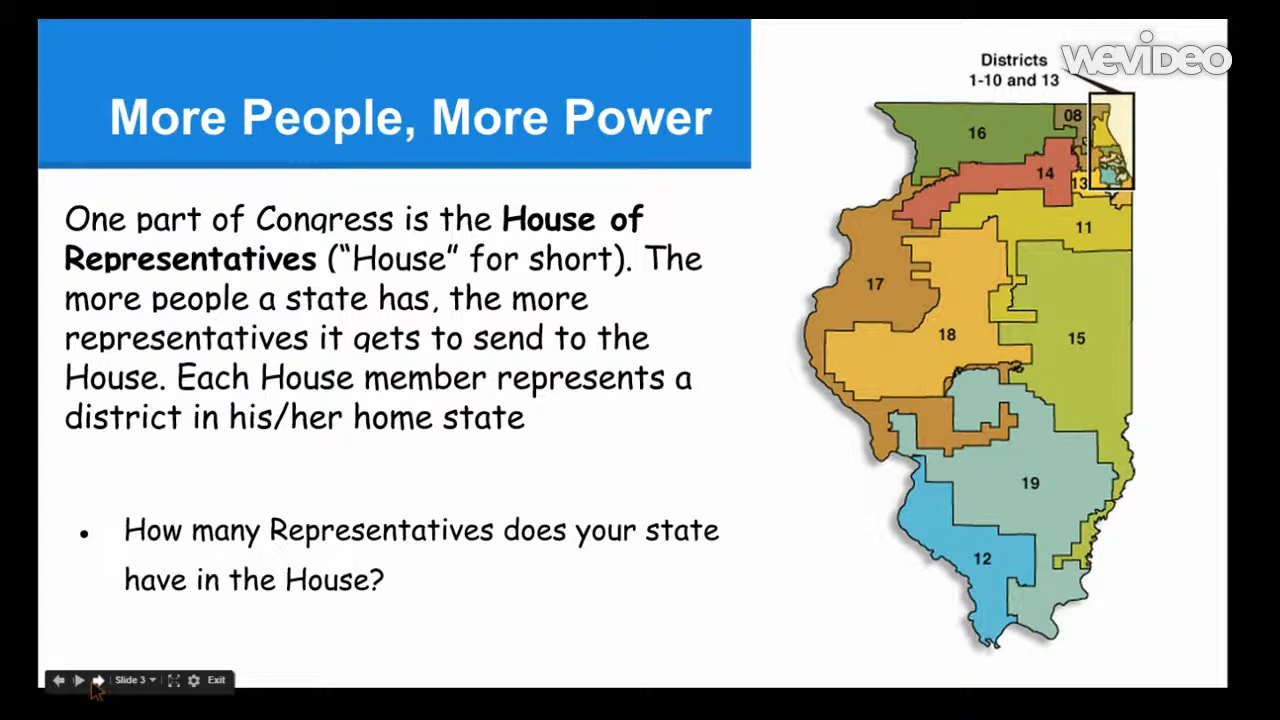 More People, More Power
One part of Congress is the House of
Representatives (“House” for short). The
more people a state has, the more
representatives it gets to send to the
House. Each House member represents a
district in his/her home state
• How many Representatives does your state
have in the House?
Districts
1-10 and 13
WEVIDEO
16
08
14
13
11
17
18
15
19
12
Slide 3
Exit